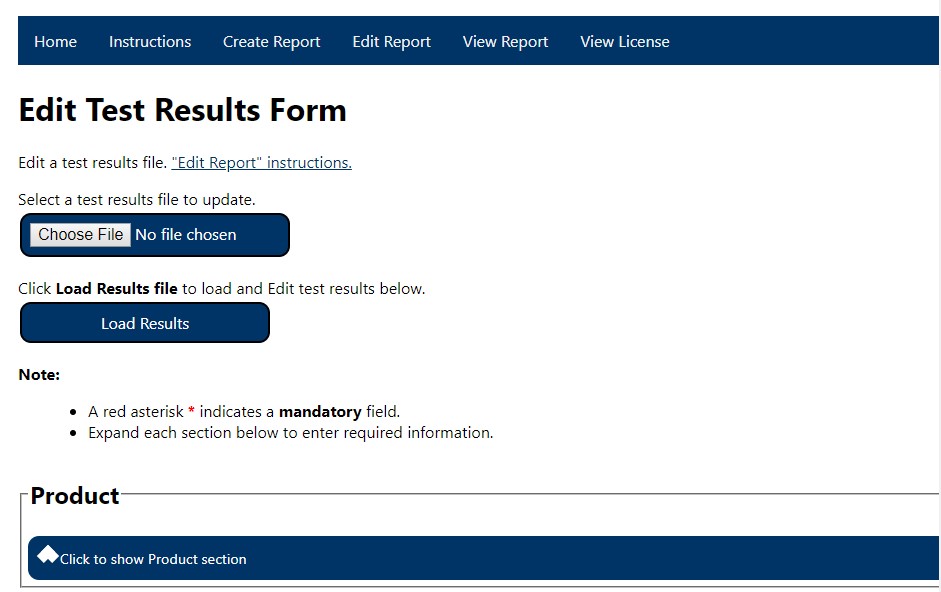 Home Instructions Create Report Edit Report View Report View License
Edit Test Results Form
Edit a test results file. "Edit Report" instructions.
Select a test results file to update.
Choose File No file chosen
Click Load Results file to load and Edit test results below.
Load Results
Note:
• A red asterisk * indicates a mandatory field.
• Expand each section below to enter required information.
Product
Click to show Product section